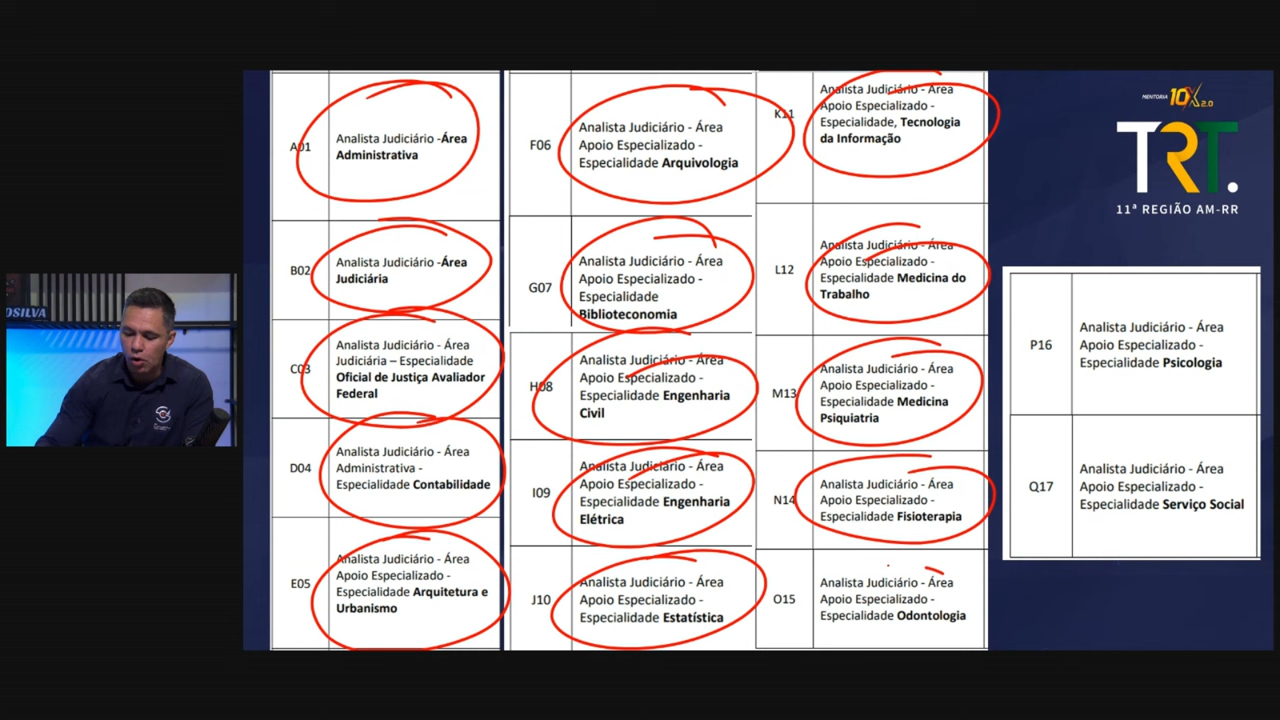 OSILVA
A01
Analista Judiciário -Área
Administrativa
B02
Analista Judiciário -Área
Judiciária
C03
Analista Judiciário - Área
Judiciária – Especialidade
Oficial de Justiça Avaliador
Federal
D04
Analista Judiciário - Área
Administrativa -
Especialidade Contabilidade
E05
Analista Judiciário - Área
Apoio Especializado -
Especialidade Arquitetura e
Urbanismo
F06
Analista Judiciário - Área
Apoio Especializado -
Especialidade Arquivologia
G07
Analista Judiciário - Área
Apoio Especializado -
Especialidade
Biblioteconomia
H08
Analista Judiciário - Área
Apoio Especializado -
Especialidade Engenharia
Civil
I09
Analista Judiciário - Área
Apoio Especializado -
Especialidade Engenharia
Elétrica
J10
Analista Judiciário - Área
Apoio Especializado -
Especialidade Estatística
K11
Analista Judiciário - Área
Apoio Especializado -
Especialidade, Tecnologia
da Informação
L12
Analista Judiciário - Área
Apoio Especializado -
Especialidade Medicina do
Trabalho
M13
Analista Judiciário - Área
Apoio Especializado -
Especialidade Medicina
Psiquiatria
N14
Analista Judiciário - Área
Apoio Especializado -
Especialidade Fisioterapia
O15
Analista Judiciário - Área
Apoio Especializado -
Especialidade Odontologia
MENTORIA 10X 2.0
TRT.
11ª REGIÃO AM-RR
P16
Analista Judiciário - Área
Apoio Especializado -
Especialidade Psicologia
Q17
Analista Judiciário - Área
Apoio Especializado -
Especialidade Serviço Social